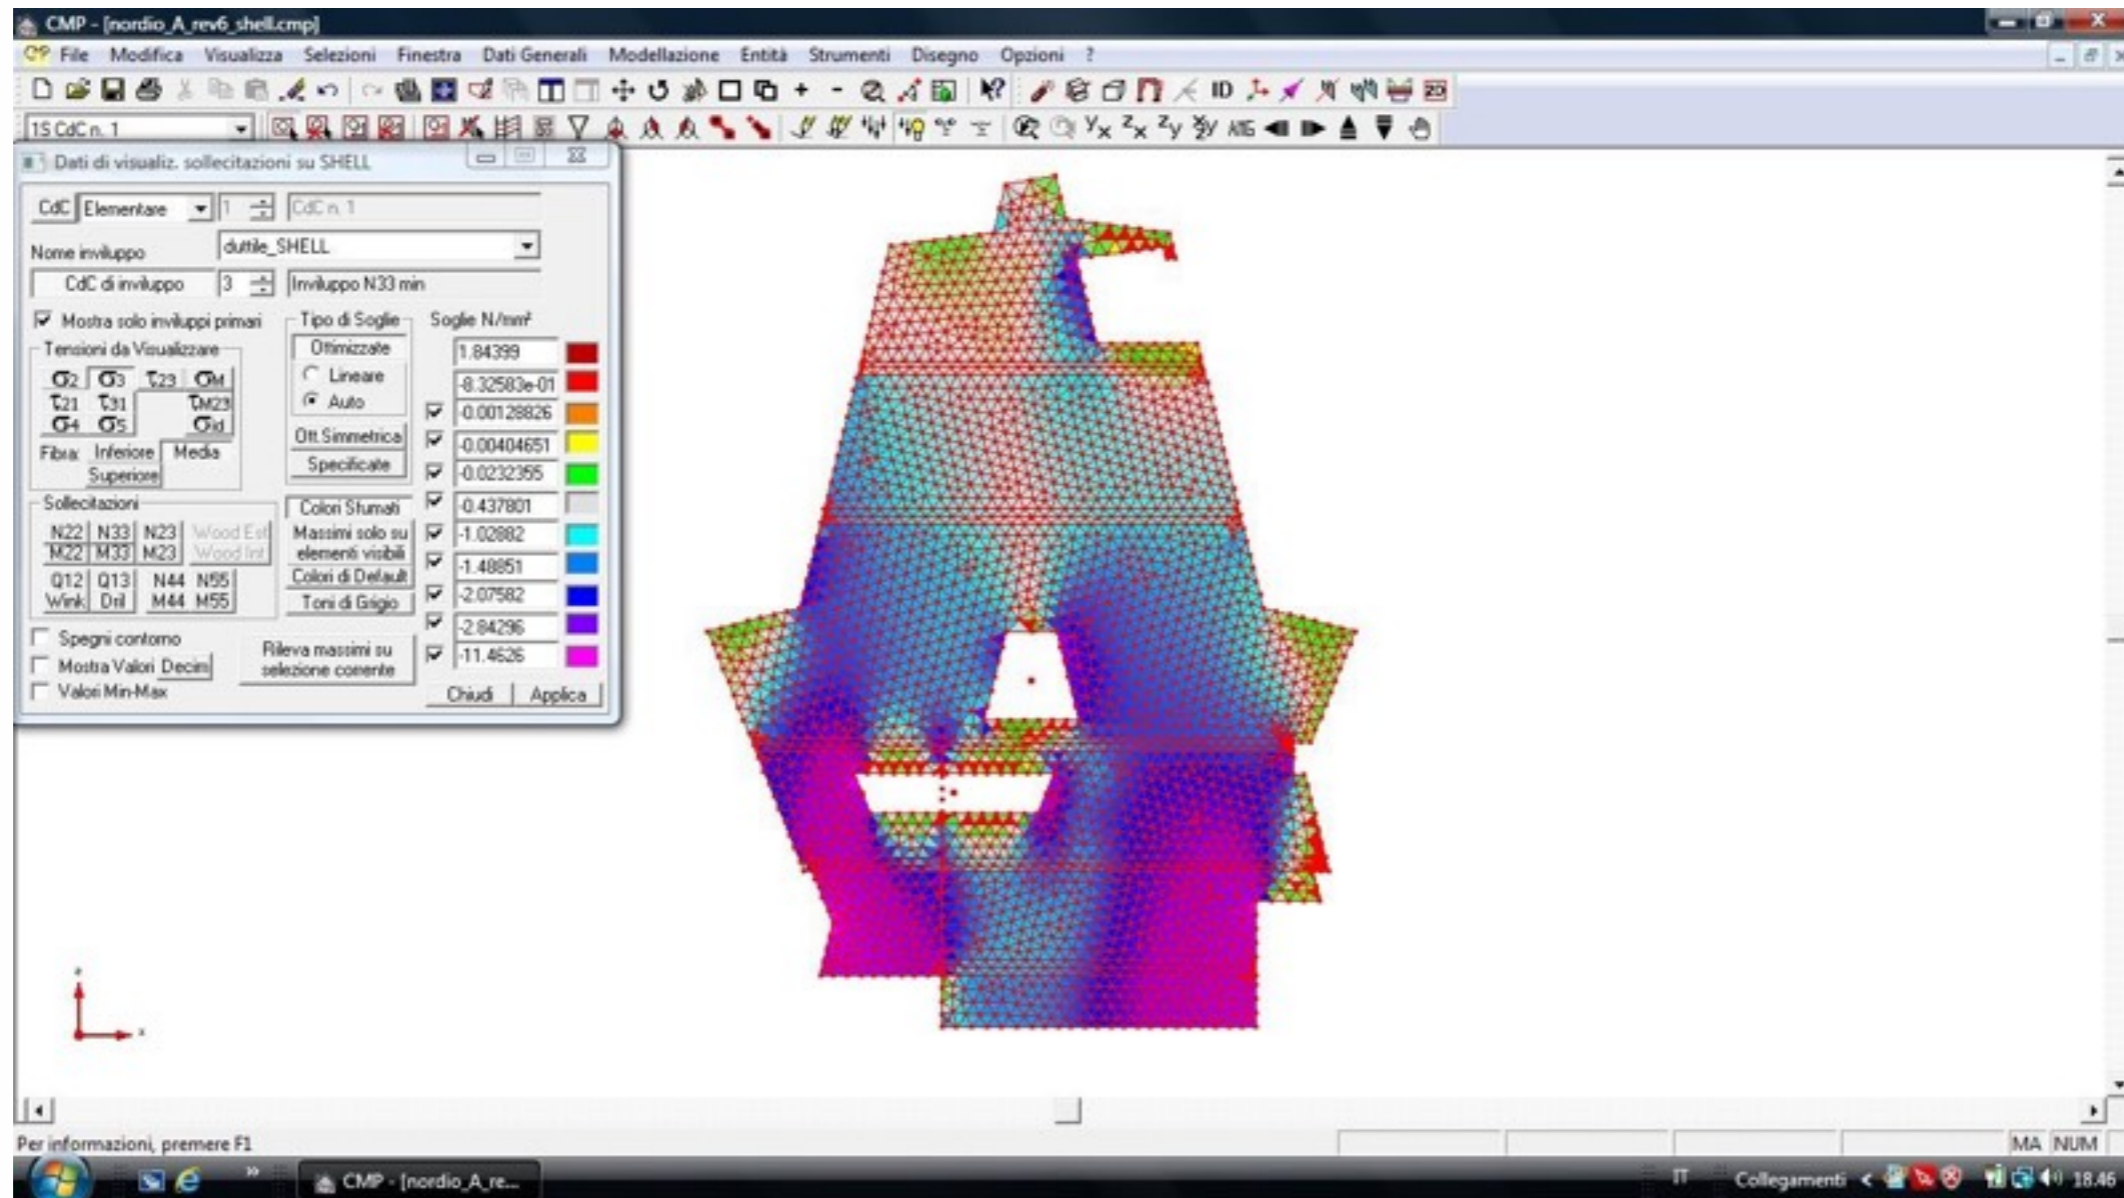 CMP - [nordio_A_rev6_shell.cmp]
File Modifica Visualizza Selezioni Finestra Dati Generali Modellazione Entità Strumenti Disegno Opzioni ?
ID 2D
1S CdC n. 1
Yx Zx Zy
Dati di visualiz. sollecitazioni su SHELL
CdC Elementare 1 CdC n. 1
Nome inviluppo duttile_SHELL
CdC di inviluppo 3 Inviluppo N33 min
Mostra solo inviluppi primari
Tipo di Soglie
Soglie N/mm²
Tensioni da Visualizzare
Ottimizzate
1.84399
σ2 σ3 τ23 σM
Lineare
-8.32583e-01
τ21 τ31 τM23
Auto
-0.00128826
σ4 σ5 σid
Ott.Simmetrica
-0.00404651
Fibra: Inferiore Media
Superiore
Specificate
-0.0232355
Sollecitazioni
Colori Sfumati
-0.437801
N22 N33 N23 Wood Est
M22 M33 M23 Wood Int
Massimi solo su
elementi visibili
-1.02882
-1.48851
Q12 Q13 N44 N55
Colori di Default
Wink Dril M44 M55
Toni di Grigio
-2.07582
Spegni contorno
-2.84296
Mostra Valori Decim
Rileva massimi su
selezione corrente
-11.4626
Valori Min-Max
Chiudi Applica
z
x
Per informazioni, premere F1
MA NUM
CMP - [nordio_A_re...
IT Collegamenti 18.46